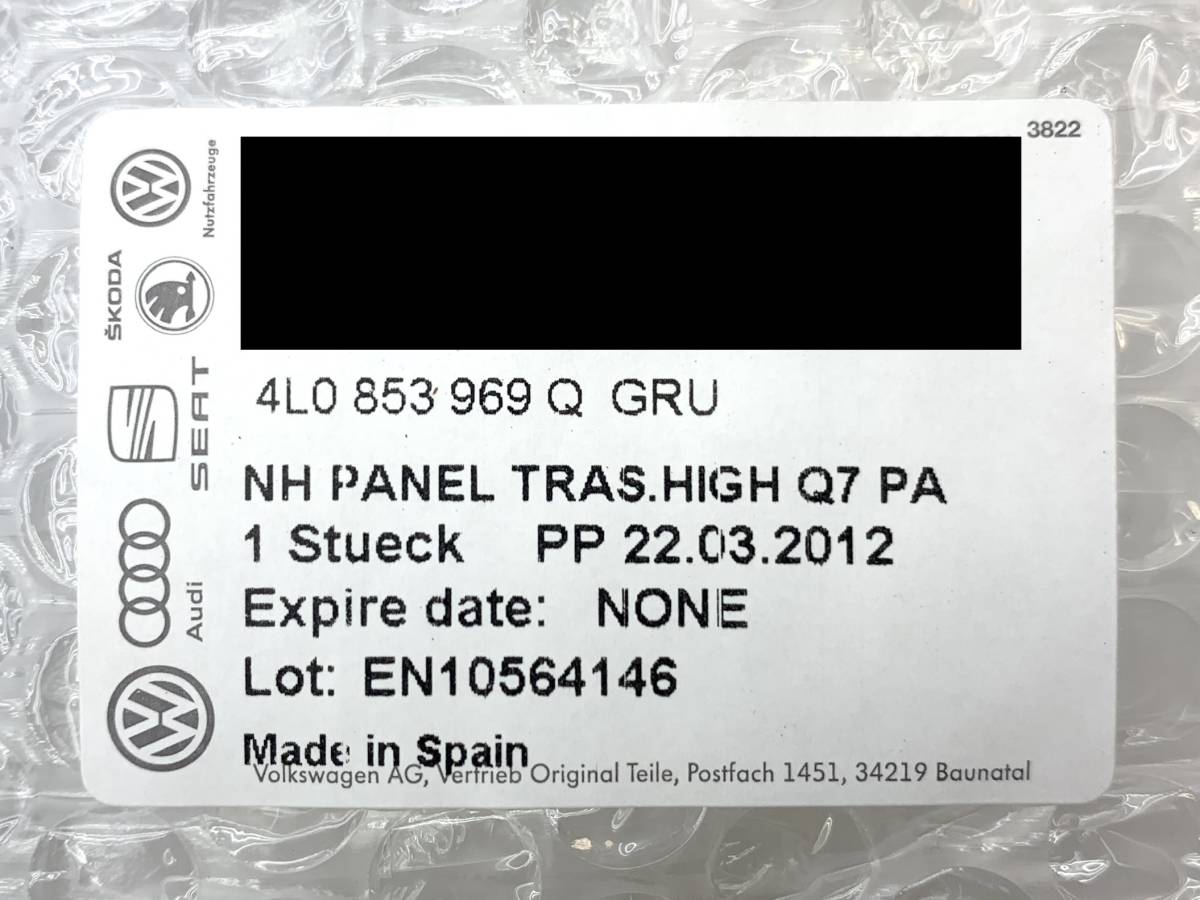 3822
Nutzfahrzeuge
ŠKODA
SEAT
Audi
4L0 853 969 Q GRU
NH PANEL TRAS.HIGH Q7 PA
1 Stueck PP 22.03.2012
Expire date: NONE
Lot: EN10564146
Made in Spain
Volkswagen AG, Vertrieb Original Teile, Postfach 1451, 34219 Baunatal